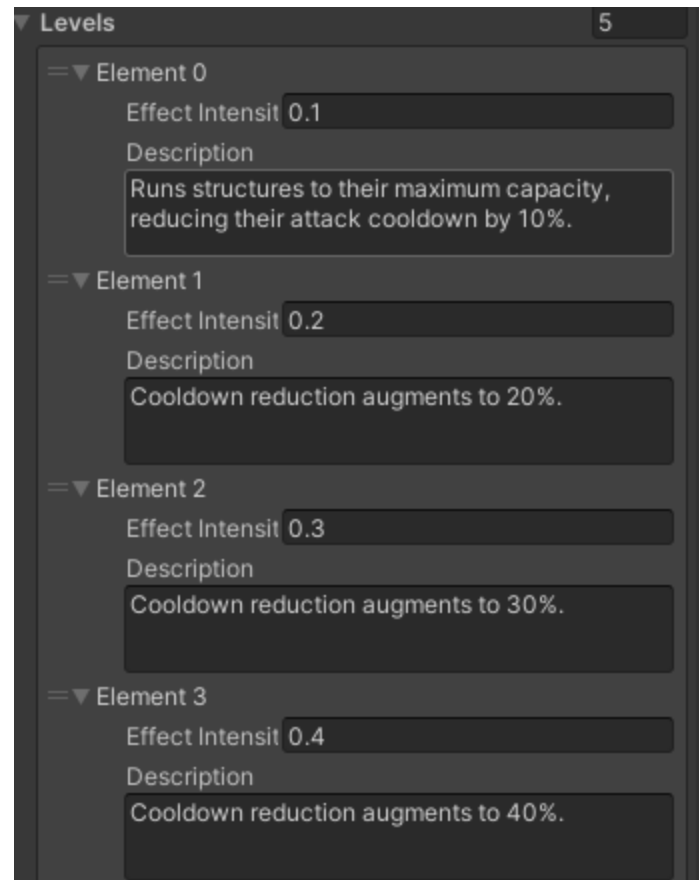 Levels
5
Element 0
Effect Intensit 0.1
Description
Runs structures to their maximum capacity,
reducing their attack cooldown by 10%.
Element 1
Effect Intensit 0.2
Description
Cooldown reduction augments to 20%.
Element 2
Effect Intensit 0.3
Description
Cooldown reduction augments to 30%.
Element 3
Effect Intensit 0.4
Description
Cooldown reduction augments to 40%.